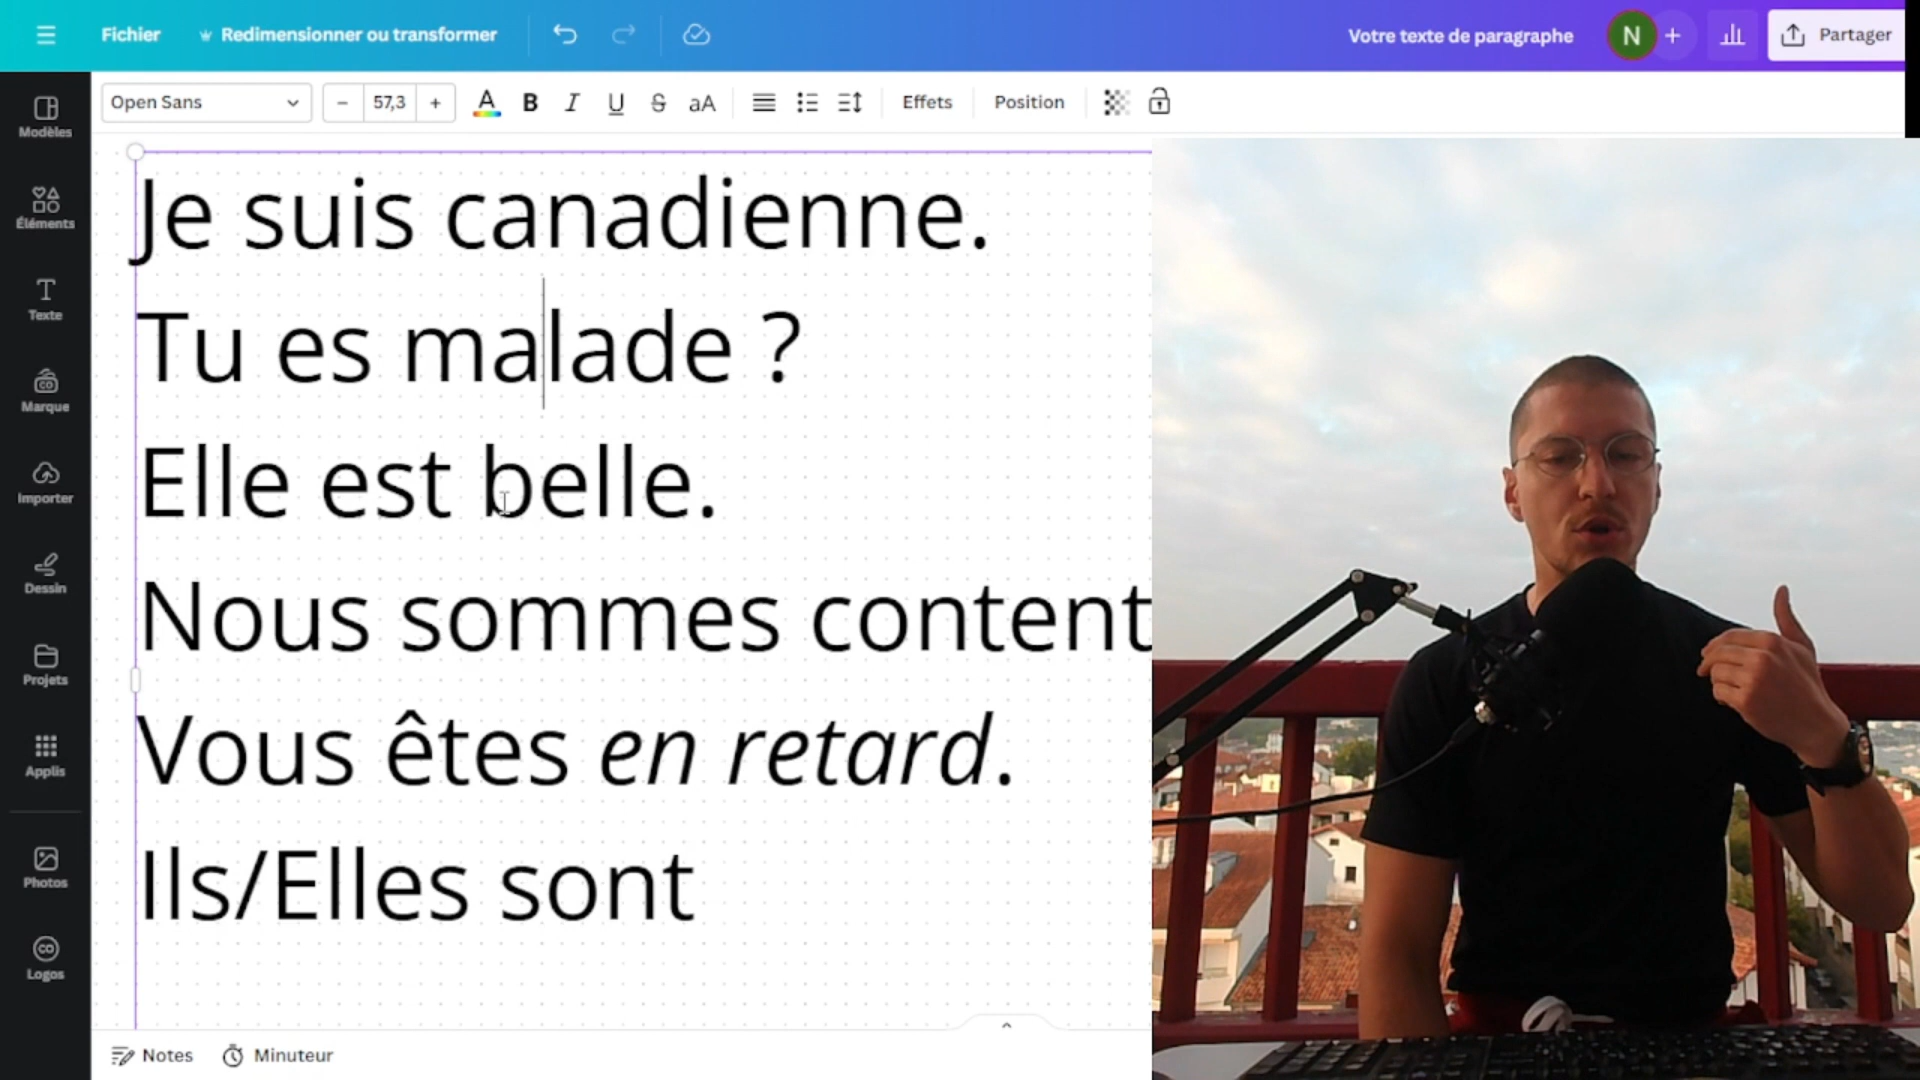 Fichier
Redimensionner ou transformer
Votre texte de paragraphe
N
Partager
Open Sans
57,3
A B I U S aA
Effets
Position
Modèles
Éléments
Texte
Marque
Importer
Dessin
Projets
Applis
Photos
Logos
Je suis canadienne.
Tu es malade ?
Elle est belle.
Nous sommes content
Vous êtes en retard.
Ils/Elles sont
Notes
Minuteur